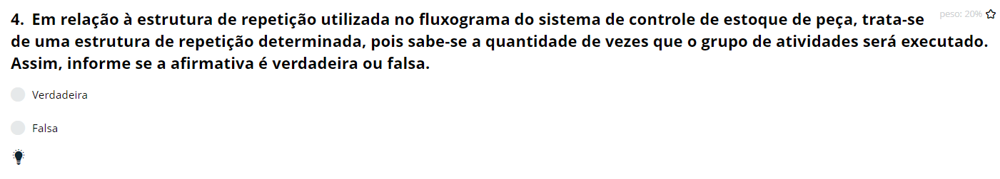 4. Em relação à estrutura de repetição utilizada no fluxograma do sistema de controle de estoque de peça, trata-se
peso: 20%
de uma estrutura de repetição determinada, pois sabe-se a quantidade de vezes que o grupo de atividades será executado.
Assim, informe se a afirmativa é verdadeira ou falsa.
Verdadeira
Falsa